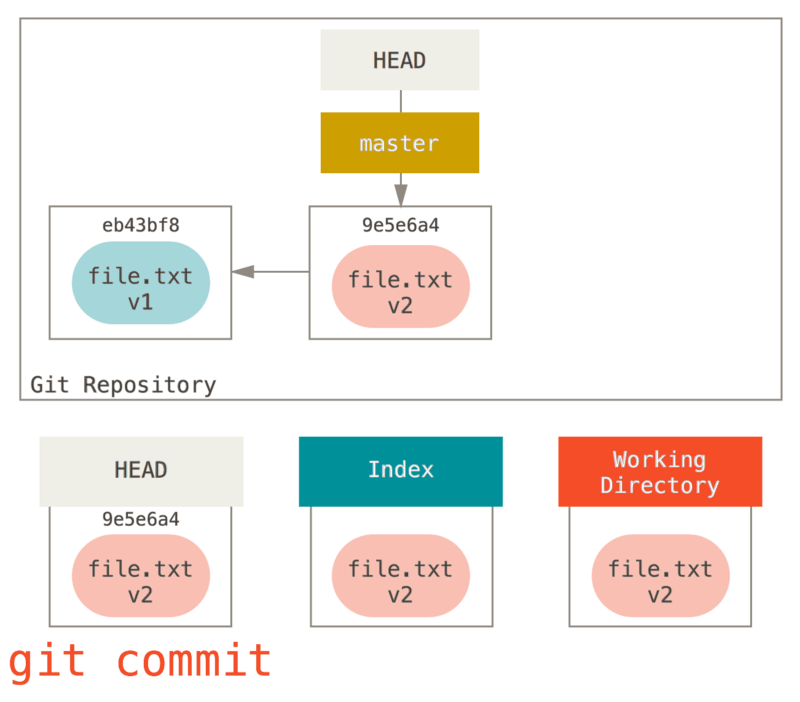 HEAD
master
eb43bf8
9e5e6a4
file.txt
v1
file.txt
v2
Git Repository
HEAD
Index
Working
Directory
9e5e6a4
file.txt
v2
file.txt
v2
file.txt
v2
git commit